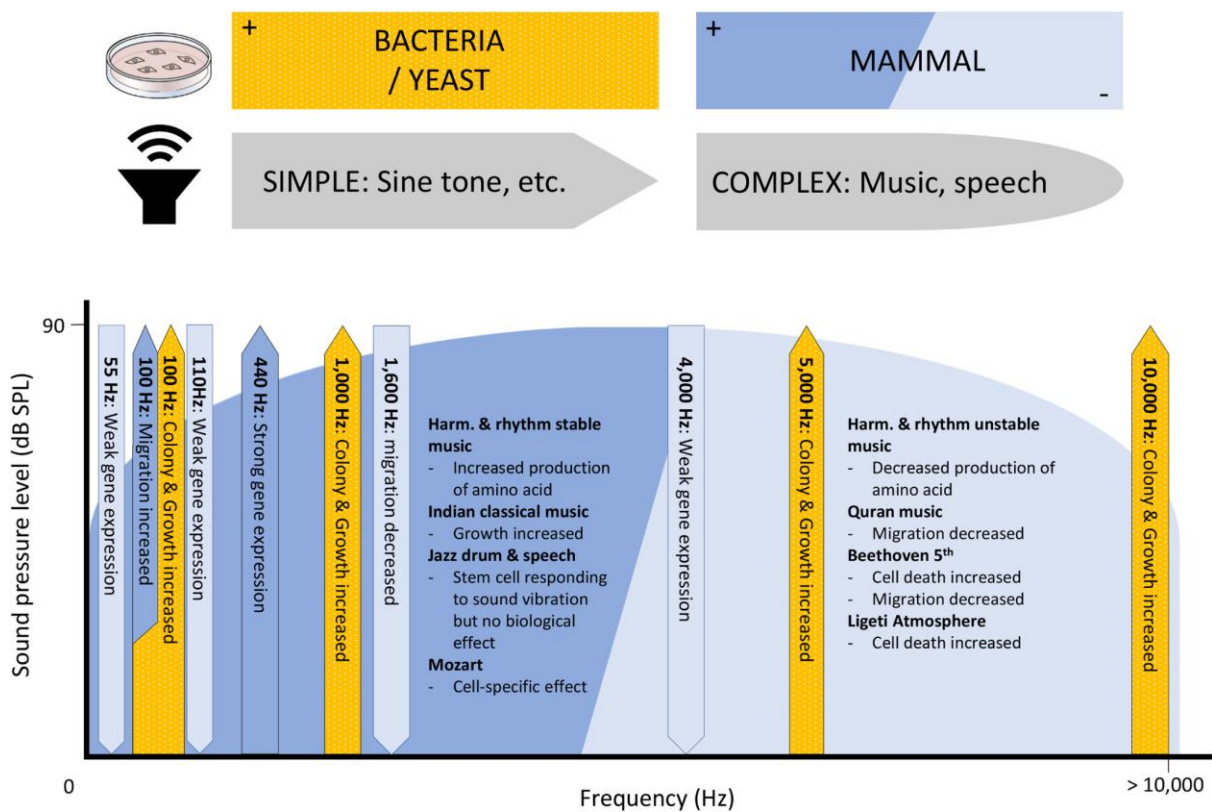 +
BACTERIA
/ YEAST
+
MAMMAL
-
SIMPLE: Sine tone, etc.
COMPLEX: Music, speech
Sound pressure level (dB SPL)
90
55 Hz: Weak gene expression
100 Hz: Migration increased
100 Hz: Colony & Growth increased
110Hz: Weak gene expression
440 Hz: Strong gene expression
1,000 Hz: Colony & Growth increased
1,600 Hz: migration decreased
Harm. & rhythm stable
music
- Increased production
of amino acid
Indian classical music
- Growth increased
Jazz drum & speech
- Stem cell responding
to sound vibration
but no biological
effect
Mozart
- Cell-specific effect
4,000 Hz: Weak gene expression
5,000 Hz: Colony & Growth increased
Harm. & rhythm unstable
music
- Decreased production of
amino acid
Quran music
- Migration decreased
Beethoven 5th
- Cell death increased
- Migration decreased
Ligeti Atmosphere
- Cell death increased
10,000 Hz: Colony & Growth increased
0
> 10,000
Frequency (Hz)